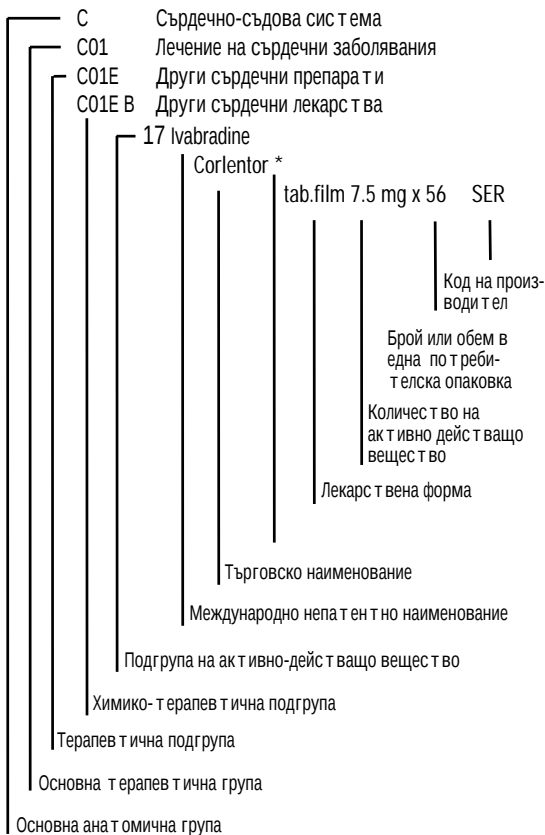 C Сърдечно-съдова система
C01 Лечение на сърдечни заболявания
C01E Други сърдечни препарати
C01E B Други сърдечни лекарства
17 Ivabradine
Corlentor *
tab.film 7.5 mg x 56 SER
Код на произ-
водител
Брой или обем в
една потреби-
телска опаковка
Количество на
активно действащо
вещество
Лекарствена форма
Търговско наименование
Международно непатентно наименование
Подгрупа на активно-действащо вещество
Химико-терапевтична подгрупа
Терапевтична подгрупа
Основна терапевтична група
Основна анатомична група